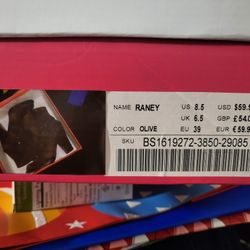 NAME RANEY US 8.5 USD $59.9
UK 6.5 GBP £54.0
COLOR OLIVE EU 39 EUR €59.9
SKU BS1619272-3850-29085